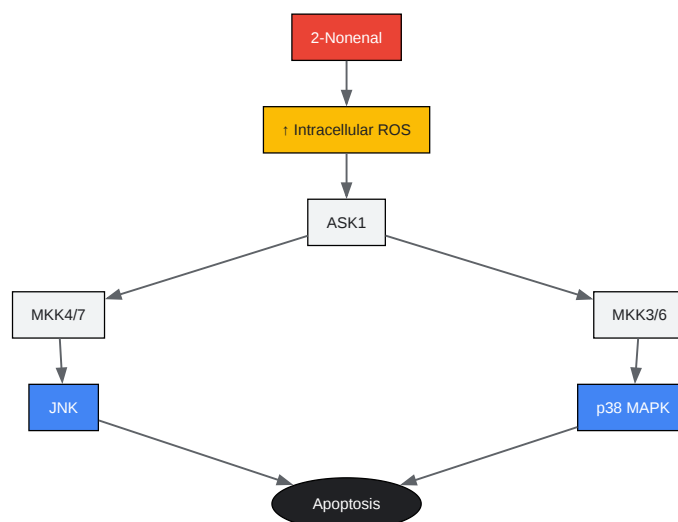 2-Nonenal
↑ Intracellular ROS
ASK1
MKK4/7
MKK3/6
JNK
p38 MAPK
Apoptosis